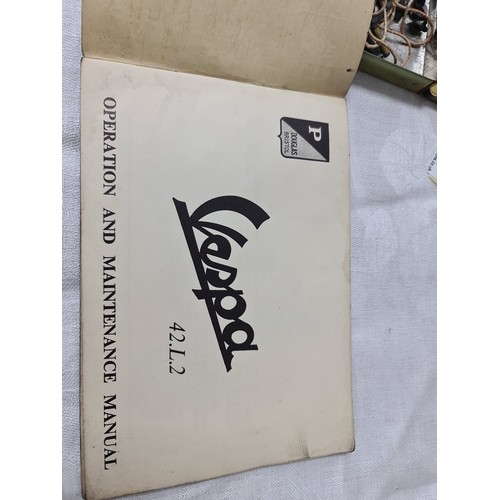 P
DOUGLAS
BRISTOL
Vespa
42.L.2
OPERATION AND MAINTENANCE MANUAL